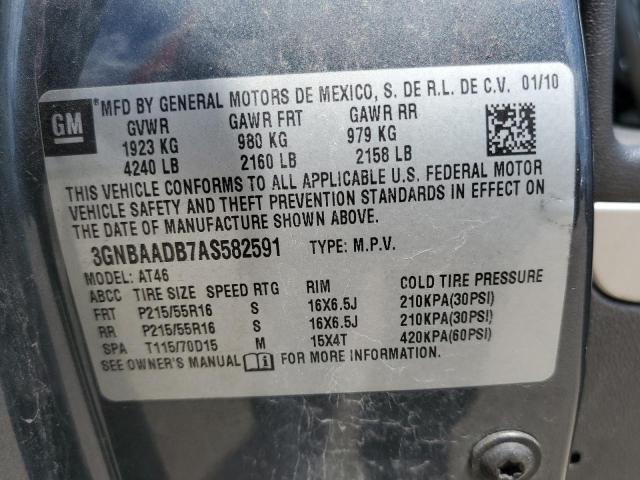 GM ®MFD BY GENERAL MOTORS DE MEXICO, S. DE R.L. DE C.V. 01/10
GVWR GAWR FRT GAWR RR
1923 KG 980 KG 979 KG
4240 LB 2160 LB 2158 LB
THIS VEHICLE CONFORMS TO ALL APPLICABLE U.S. FEDERAL MOTOR
VEHICLE SAFETY AND THEFT PREVENTION STANDARDS IN EFFECT ON
THE DATE OF MANUFACTURE SHOWN ABOVE.
3GNBAADB7AS582591 TYPE: M.P.V.
MODEL: AT46
ABCC TIRE SIZE SPEED RTG RIM COLD TIRE PRESSURE
FRT P215/55R16 S 16X6.5J 210KPA(30PSI)
RR P215/55R16 S 16X6.5J 210KPA(30PSI)
SPA T115/70D15 M 15X4T 420KPA(60PSI)
SEE OWNER'S MANUAL FOR MORE INFORMATION.